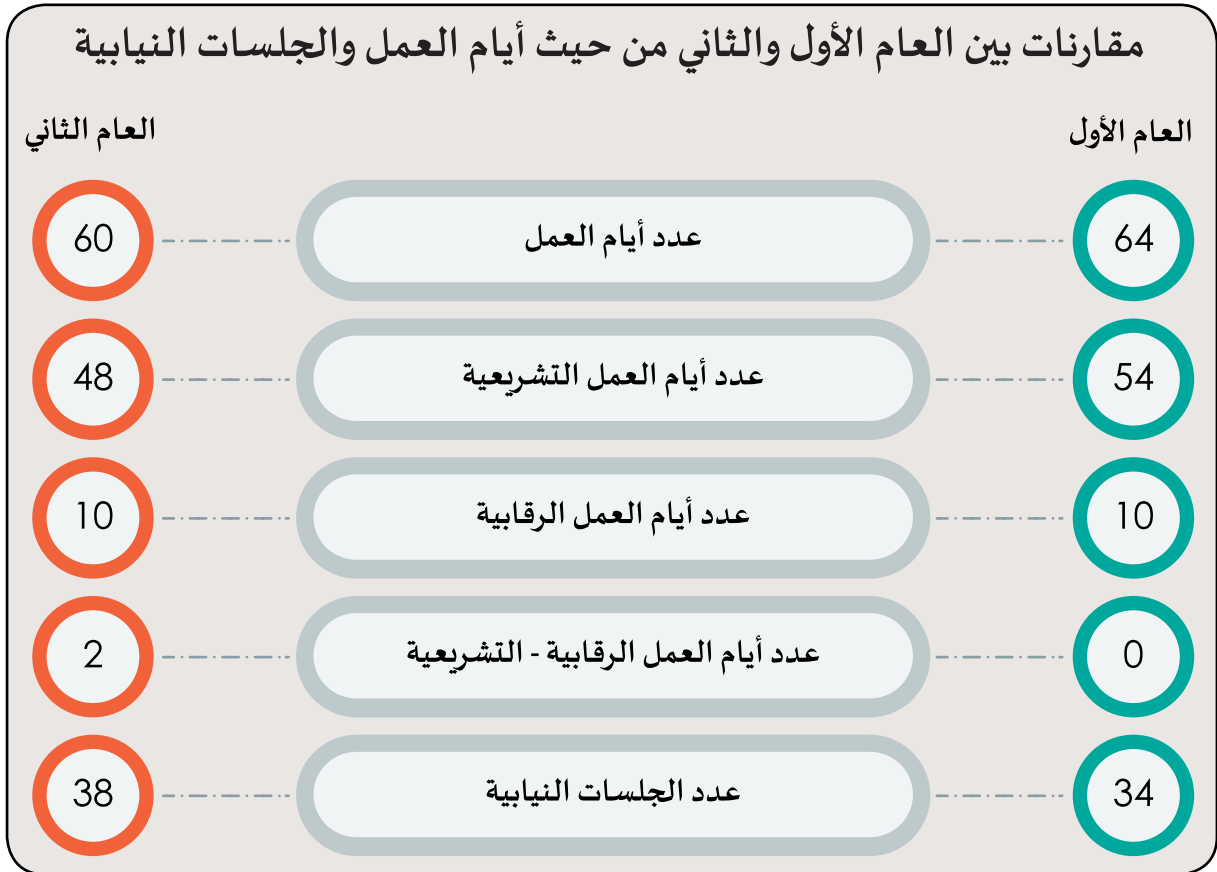 مقارنات بين العام الأول والثاني من حيث أيام العمل والجلسات النيابية
العام الأول العام الثاني
64 عدد أيام العمل 60
54 عدد أيام العمل التشريعية 48
10 عدد أيام العمل الرقابية 10
0 عدد أيام العمل الرقابية - التشريعية 2
34 عدد الجلسات النيابية 38